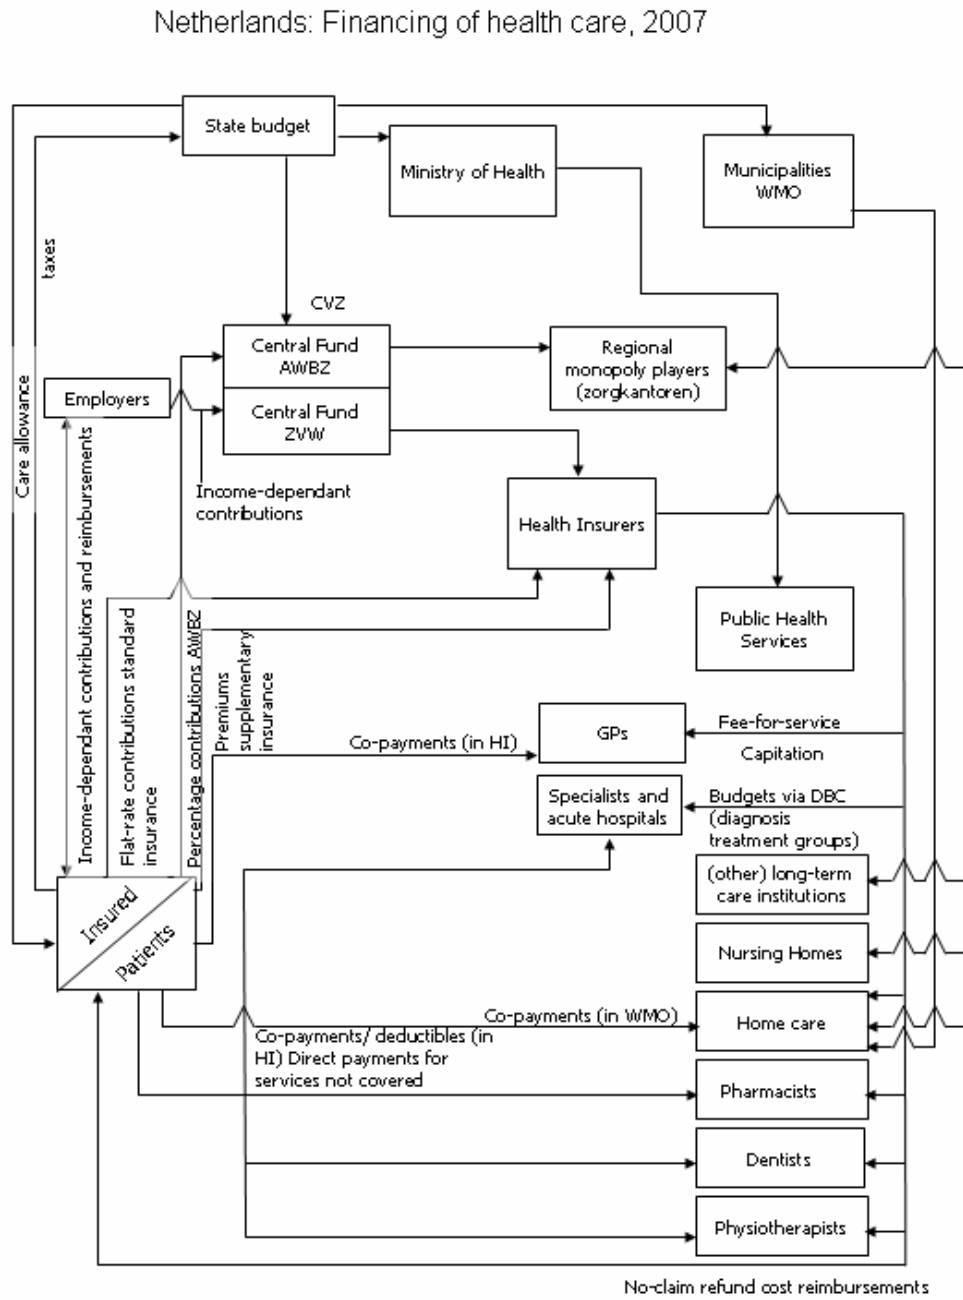 Netherlands: Financing of health care, 2007
State budget
Ministry of Health
Municipalities
WMO
taxes
CVZ
Central Fund
AWBZ
Regional
monopoly players
(zorgkantoren)
Employers
Central Fund
ZVW
Care allowance
Income-dependant
contributions
Health Insurers
Income-dependant contributions and reimbursements
Flat-rate contributions standard
insurance
Percentage contributions AWBZ
Premiums
supplementary
insurance
Public Health
Services
Co-payments (in HI)
GPs
Fee-for-service
Capitation
Specialists and
acute hospitals
Budgets via DBC
(diagnosis
treatment groups)
(other) long-term
care institutions
Insured
Patients
Nursing Homes
Co-payments (in WMO)
Home care
Co-payments/ deductibles (in
HI) Direct payments for
services not covered
Pharmacists
Dentists
Physiotherapists
No-claim refund cost reimbursements